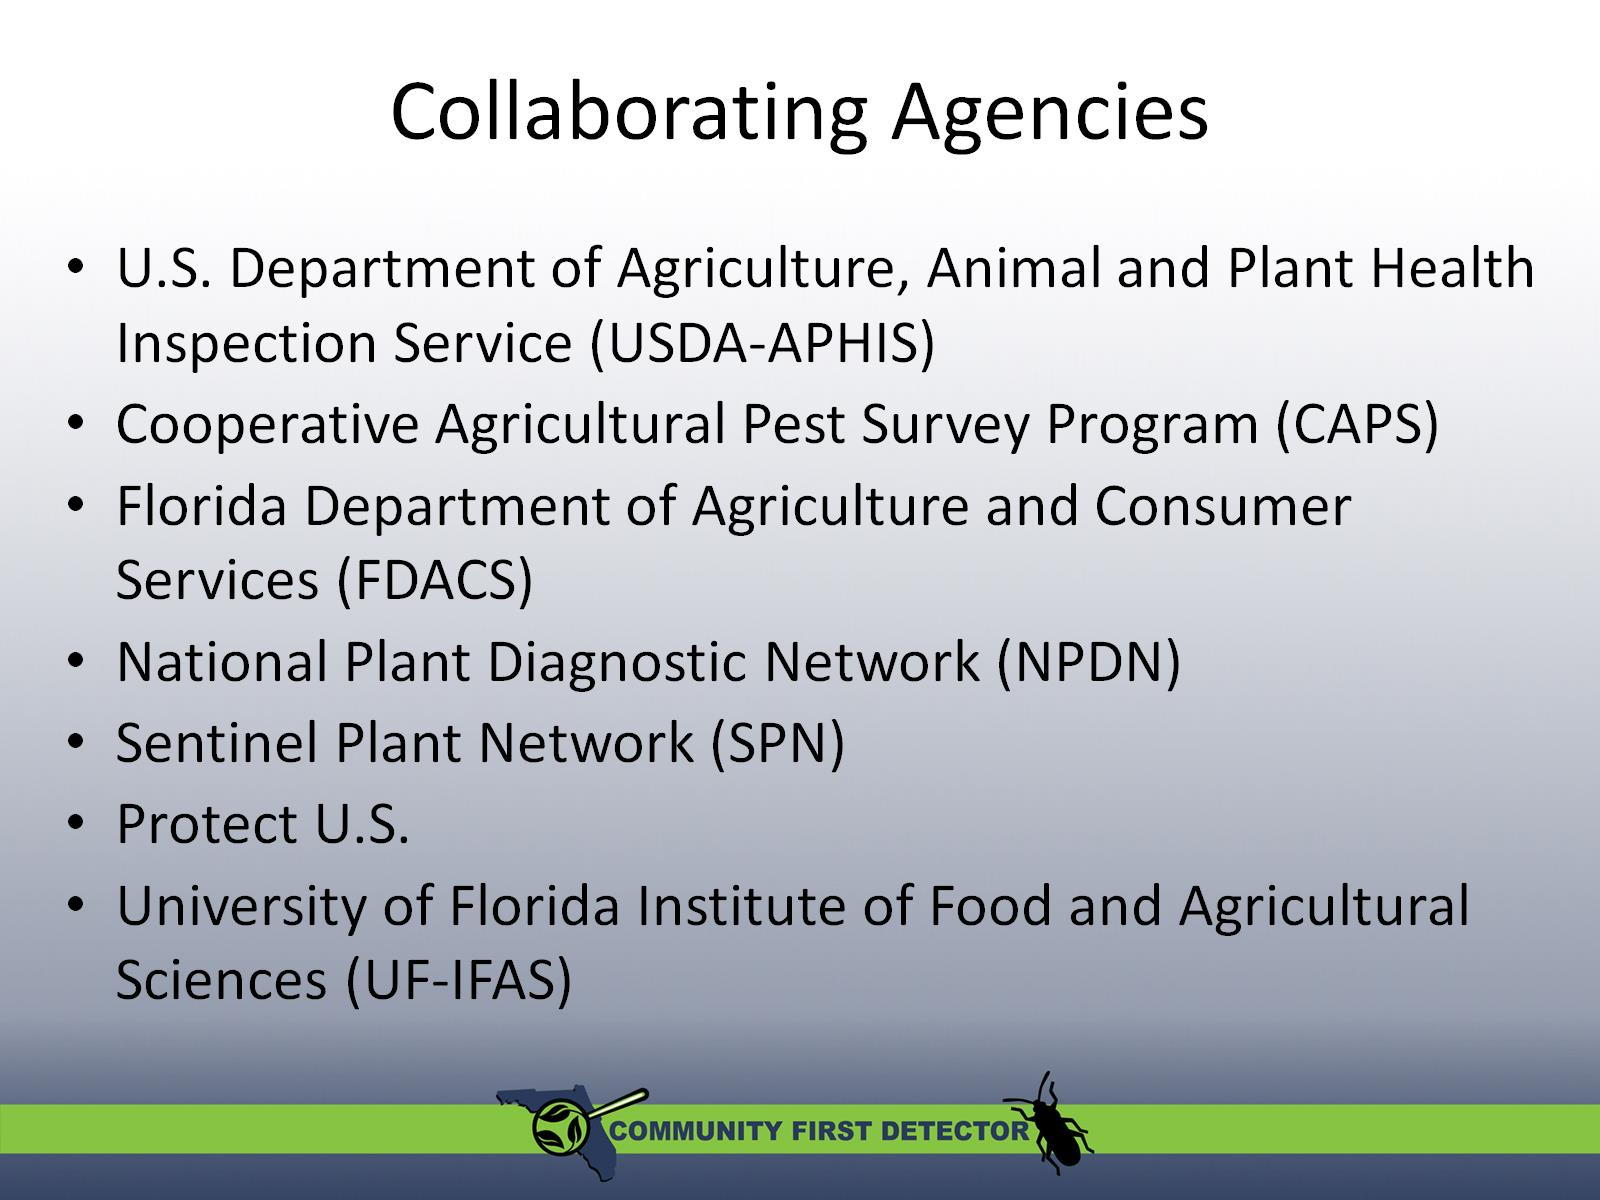 Collaborating Agencies
• U.S. Department of Agriculture, Animal and Plant Health
Inspection Service (USDA-APHIS)
• Cooperative Agricultural Pest Survey Program (CAPS)
• Florida Department of Agriculture and Consumer
Services (FDACS)
• National Plant Diagnostic Network (NPDN)
• Sentinel Plant Network (SPN)
• Protect U.S.
• University of Florida Institute of Food and Agricultural
Sciences (UF-IFAS)
COMMUNITY FIRST DETECTOR